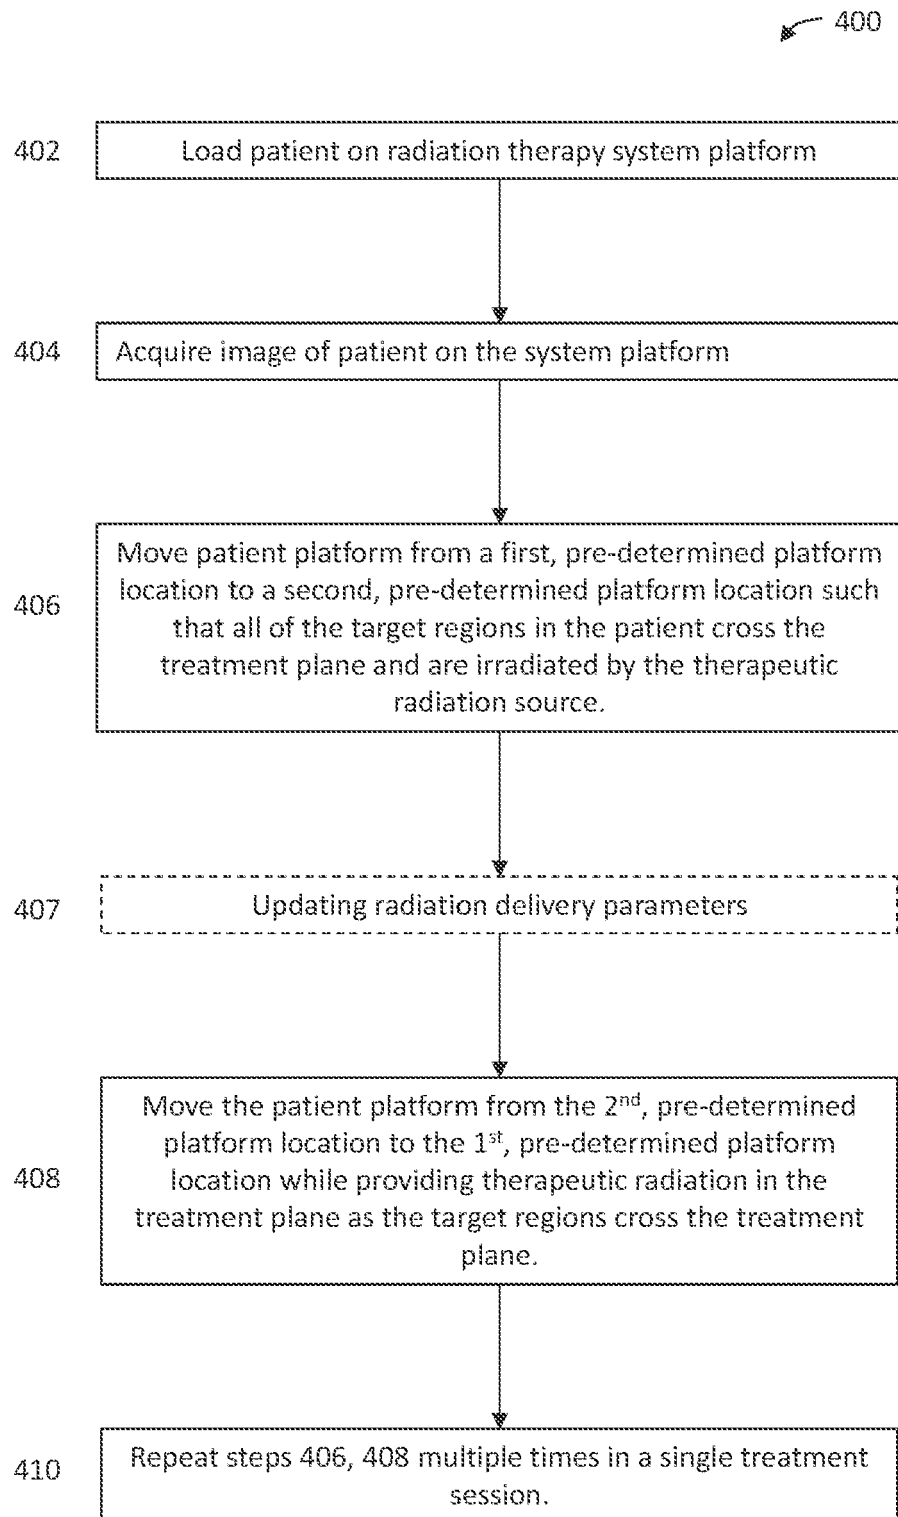 400
402
Load patient on radiation therapy system platform
404
Acquire image of patient on the system platform
406
Move patient platform from a first, pre-determined platform
location to a second, pre-determined platform location such
that all of the target regions in the patient cross the
treatment plane and are irradiated by the therapeutic
radiation source.
407
Updating radiation delivery parameters
408
Move the patient platform from the 2nd, pre-determined
platform location to the 1st, pre-determined platform
location while providing therapeutic radiation in the
treatment plane as the target regions cross the treatment
plane.
410
Repeat steps 406, 408 multiple times in a single treatment
session.